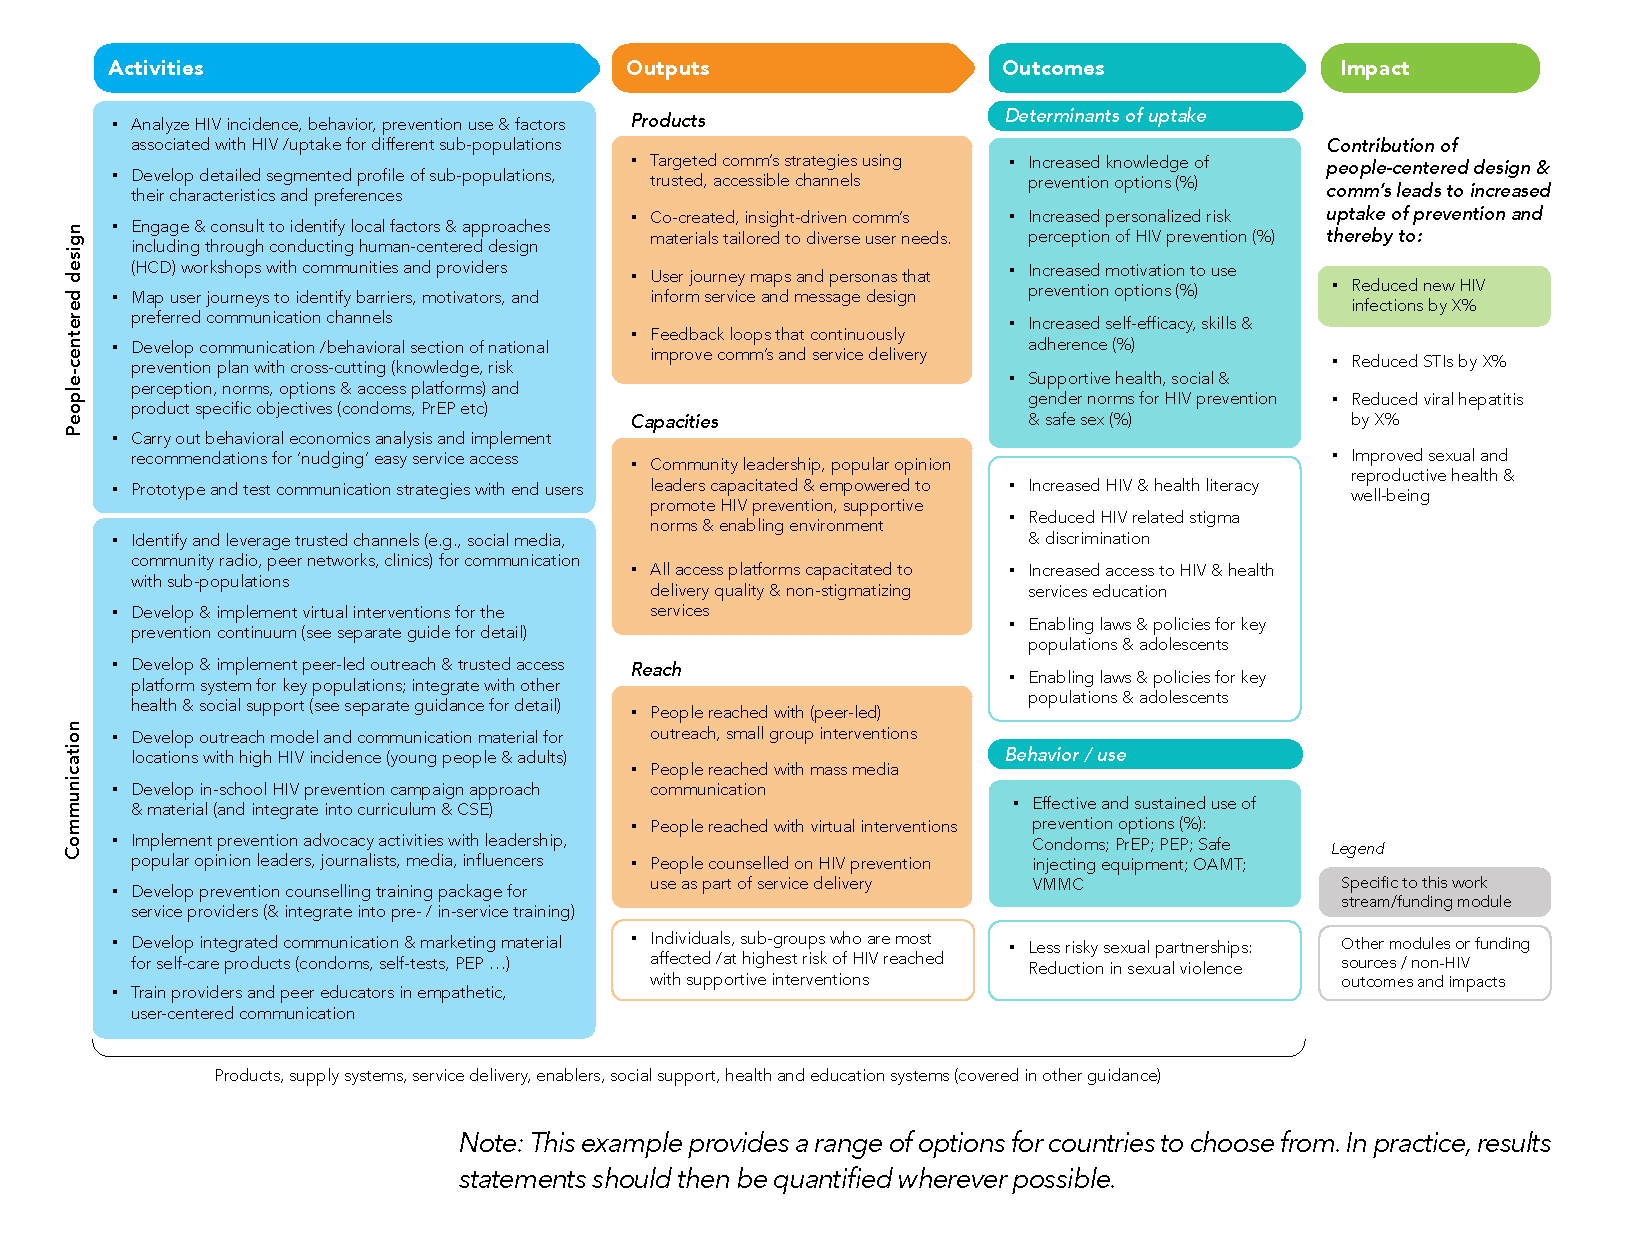 Activities
Outputs
Outcomes
Impact
People-centered design
• Analyze HIV incidence, behavior, prevention use & factors
associated with HIV /uptake for different sub-populations
• Develop detailed segmented profile of sub-populations,
their characteristics and preferences
• Engage & consult to identify local factors & approaches
including through conducting human-centered design
(HCD) workshops with communities and providers
• Map user journeys to identify barriers, motivators, and
preferred communication channels
• Develop communication /behavioral section of national
prevention plan with cross-cutting (knowledge, risk
perception, norms, options & access platforms) and
product specific objectives (condoms, PrEP etc)
• Carry out behavioral economics analysis and implement
recommendations for ‘nudging’ easy service access
• Prototype and test communication strategies with end users
Communication
• Identify and leverage trusted channels (e.g., social media,
community radio, peer networks, clinics) for communication
with sub-populations
• Develop & implement virtual interventions for the
prevention continuum (see separate guide for detail)
• Develop & implement peer-led outreach & trusted access
platform system for key populations; integrate with other
health & social support (see separate guidance for detail)
• Develop outreach model and communication material for
locations with high HIV incidence (young people & adults)
• Develop in-school HIV prevention campaign approach
& material (and integrate into curriculum & CSE)
• Implement prevention advocacy activities with leadership,
popular opinion leaders, journalists, media, influencers
• Develop prevention counselling training package for
service providers (& integrate into pre- / in-service training)
• Develop integrated communication & marketing material
for self-care products (condoms, self-tests, PEP …)
• Train providers and peer educators in empathetic,
user-centered communication
Products
• Targeted comm’s strategies using
trusted, accessible channels
• Co-created, insight-driven comm’s
materials tailored to diverse user needs.
• User journey maps and personas that
inform service and message design
• Feedback loops that continuously
improve comm’s and service delivery
Capacities
• Community leadership, popular opinion
leaders capacitated & empowered to
promote HIV prevention, supportive
norms & enabling environment
• All access platforms capacitated to
delivery quality & non-stigmatizing
services
Reach
• People reached with (peer-led)
outreach, small group interventions
• People reached with mass media
communication
• People reached with virtual interventions
• People counselled on HIV prevention
use as part of service delivery
• Individuals, sub-groups who are most
affected /at highest risk of HIV reached
with supportive interventions
Determinants of uptake
• Increased knowledge of
prevention options (%)
• Increased personalized risk
perception of HIV prevention (%)
• Increased motivation to use
prevention options (%)
• Increased self-efficacy, skills &
adherence (%)
• Supportive health, social &
gender norms for HIV prevention
& safe sex (%)
• Increased HIV & health literacy
• Reduced HIV related stigma
& discrimination
• Increased access to HIV & health
services education
• Enabling laws & policies for key
populations & adolescents
• Enabling laws & policies for key
populations & adolescents
Behavior / use
• Effective and sustained use of
prevention options (%):
Condoms; PrEP; PEP; Safe
injecting equipment; OAMT;
VMMC
• Less risky sexual partnerships:
Reduction in sexual violence
Contribution of
people-centered design &
comm’s leads to increased
uptake of prevention and
thereby to:
• Reduced new HIV
infections by X%
• Reduced STIs by X%
• Reduced viral hepatitis
by X%
• Improved sexual and
reproductive health &
well-being
Legend
Specific to this work
stream/funding module
Other modules or funding
sources / non-HIV
outcomes and impacts
Products, supply systems, service delivery, enablers, social support, health and education systems (covered in other guidance)
Note: This example provides a range of options for countries to choose from. In practice, results
statements should then be quantified wherever possible.